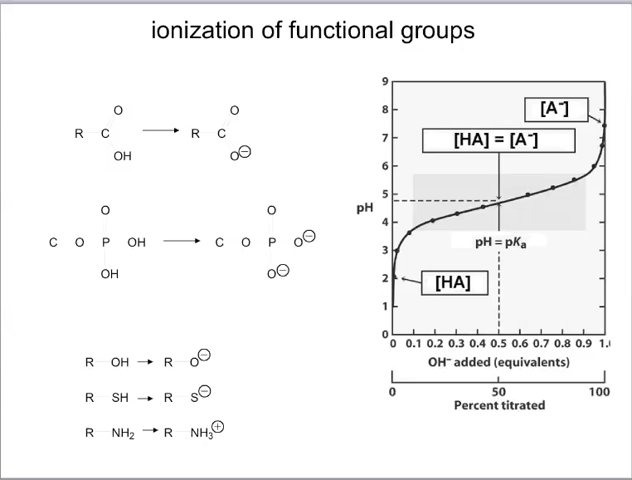 ionization of functional groups
O
R C
OH
O
R C
O⊖
O
C O P OH
OH
O
C O P O⊖
O⊖
R OH → R O⊖
R SH → R S⊖
R NH₂ → R NH₃⊕
9
8
7
6
5
4
3
2
1
0
pH
[A⁻]
[HA] = [A⁻]
pH = pKa
[HA]
0 0.1 0.2 0.3 0.4 0.5 0.6 0.7 0.8 0.9 1.0
OH⁻ added (equivalents)
0 50 100
Percent titrated